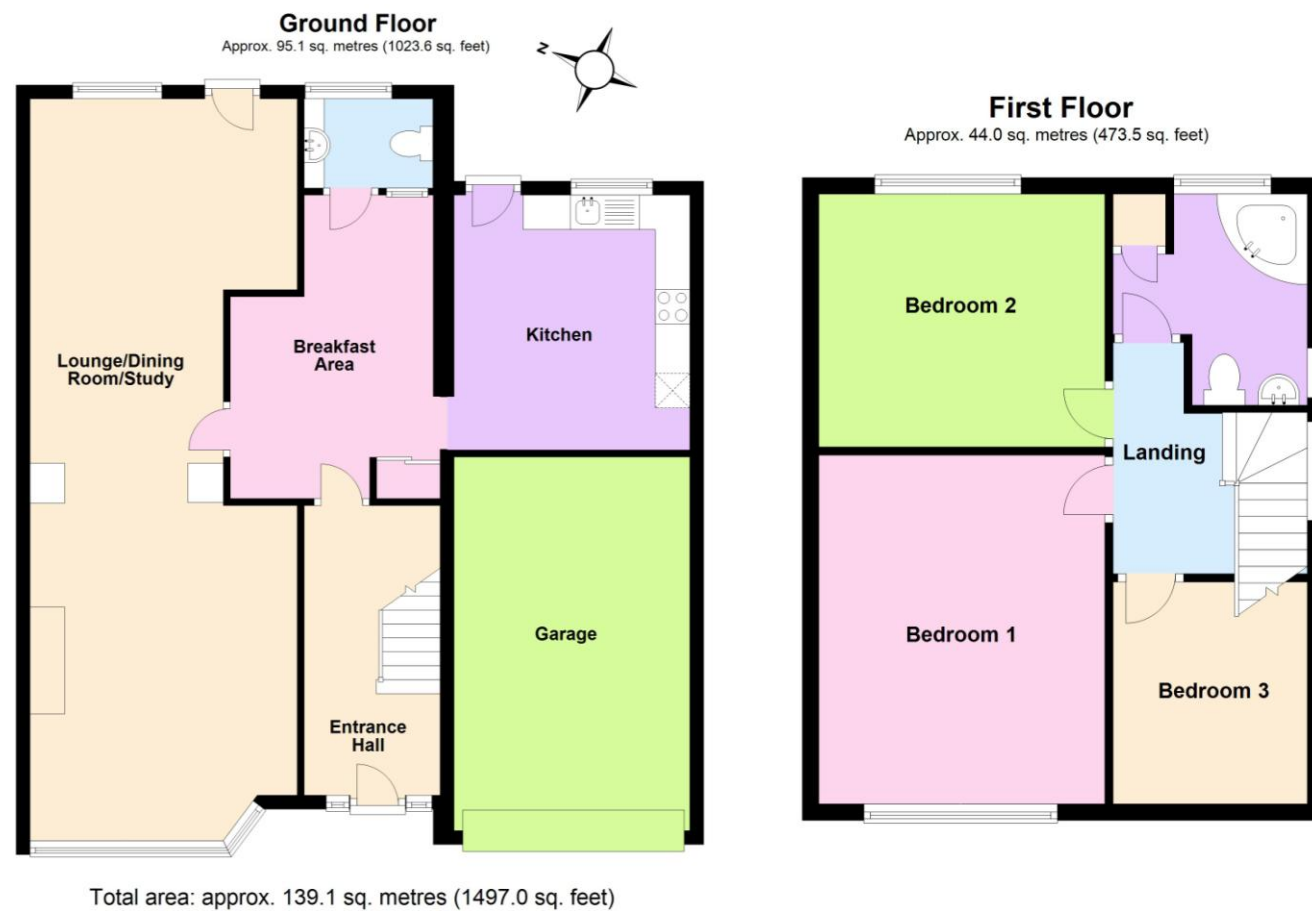 Ground Floor
Approx. 95.1 sq. metres (1023.6 sq. feet)
N
First Floor
Approx. 44.0 sq. metres (473.5 sq. feet)
Lounge/Dining
Room/Study
Breakfast
Area
Kitchen
Garage
Entrance
Hall
Bedroom 2
Landing
Bedroom 1
Bedroom 3
Total area: approx. 139.1 sq. metres (1497.0 sq. feet)